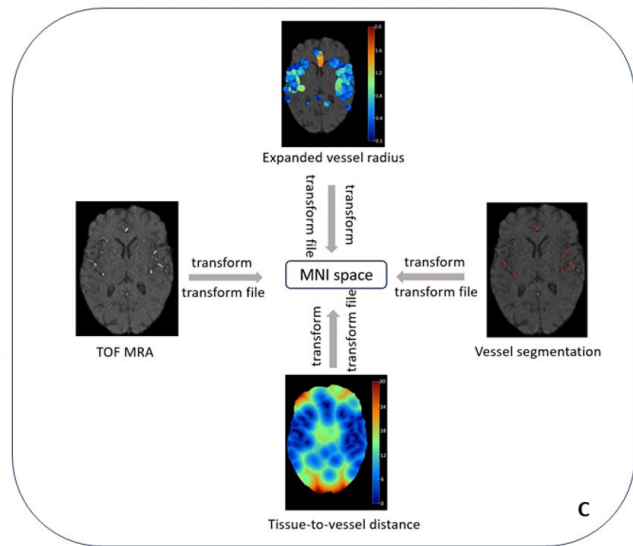 2.0
1.6
1.2
0.8
0.4
0.1
Expanded vessel radius
transform file
transform
transform
transform file
TOF MRA
MNI space
transform
transform file
Vessel segmentation
transform
transform file
30
24
18
12
6
0
Tissue-to-vessel distance
C